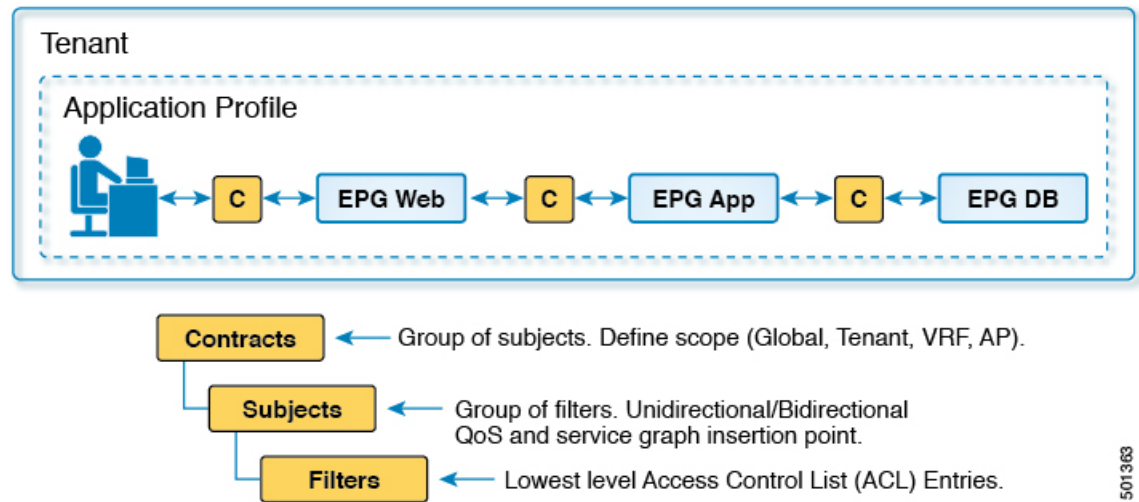 Tenant
Application Profile
C
EPG Web
C
EPG App
C
EPG DB
Contracts
Group of subjects. Define scope (Global, Tenant, VRF, AP).
Subjects
Group of filters. Unidirectional/Bidirectional
QoS and service graph insertion point.
Filters
Lowest level Access Control List (ACL) Entries.
501363